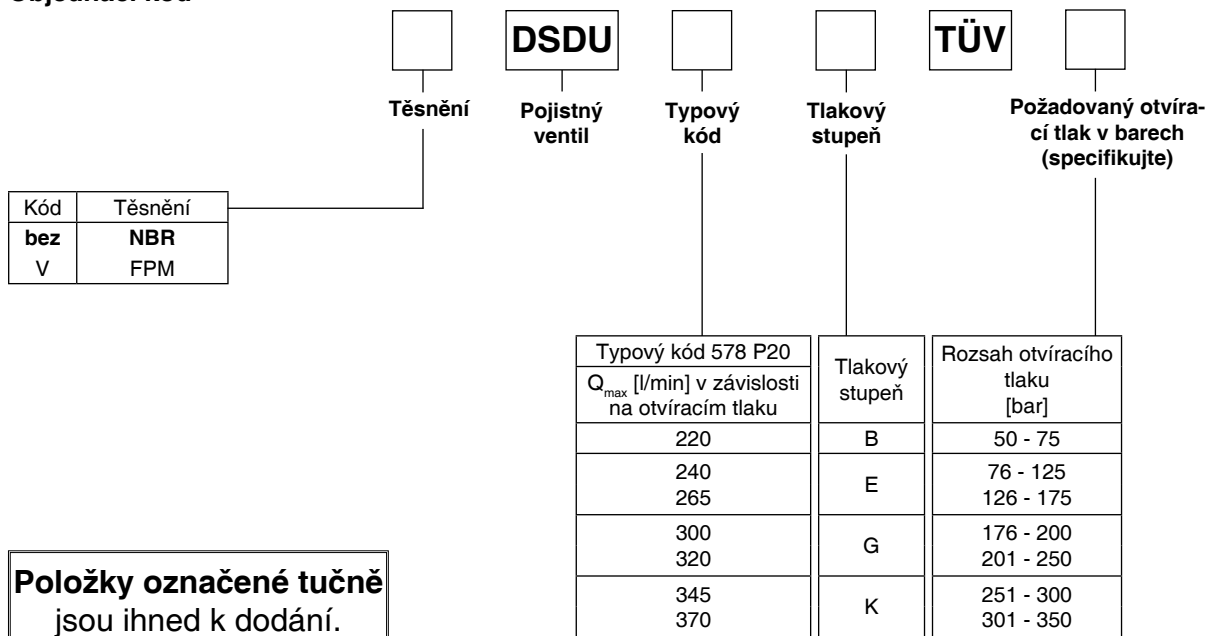 Objednací kód
DSDU TÜV
Těsnění
Pojistný
ventil
Typový
kód
Tlakový
stupeň
Požadovaný otvíra-
cí tlak v barech
(specifikujte)
Kód Těsnění
bez NBR
V FPM
Typový kód 578 P20
Qmax [l/min] v závislosti
na otvíracím tlaku
Tlakový
stupeň
Rozsah otvíracího
tlaku
[bar]
220 B 50 - 75
240 E 76 - 125
265 126 - 175
300 G 176 - 200
320 201 - 250
345 K 251 - 300
370 301 - 350
Položky označené tučně
jsou ihned k dodání.